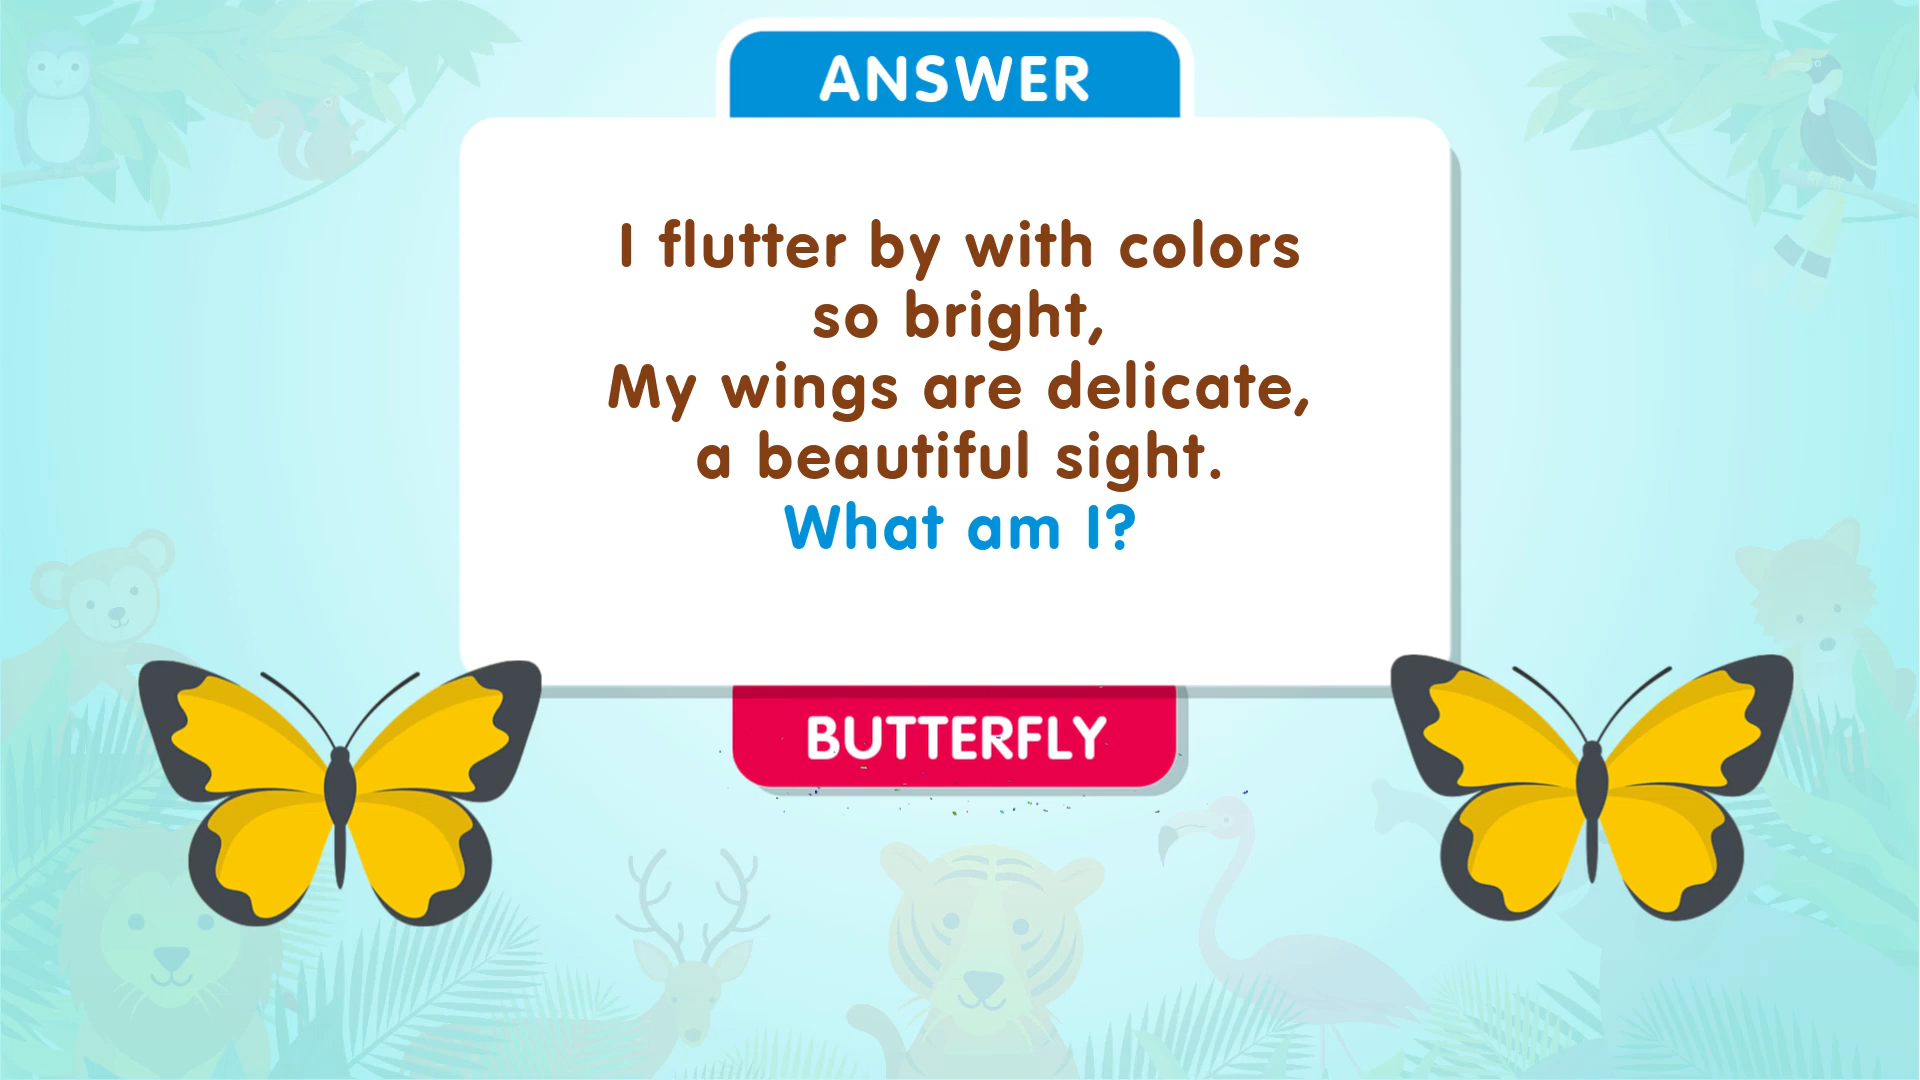 ANSWER
I flutter by with colors
so bright,
My wings are delicate,
a beautiful sight.
What am I?
BUTTERFLY